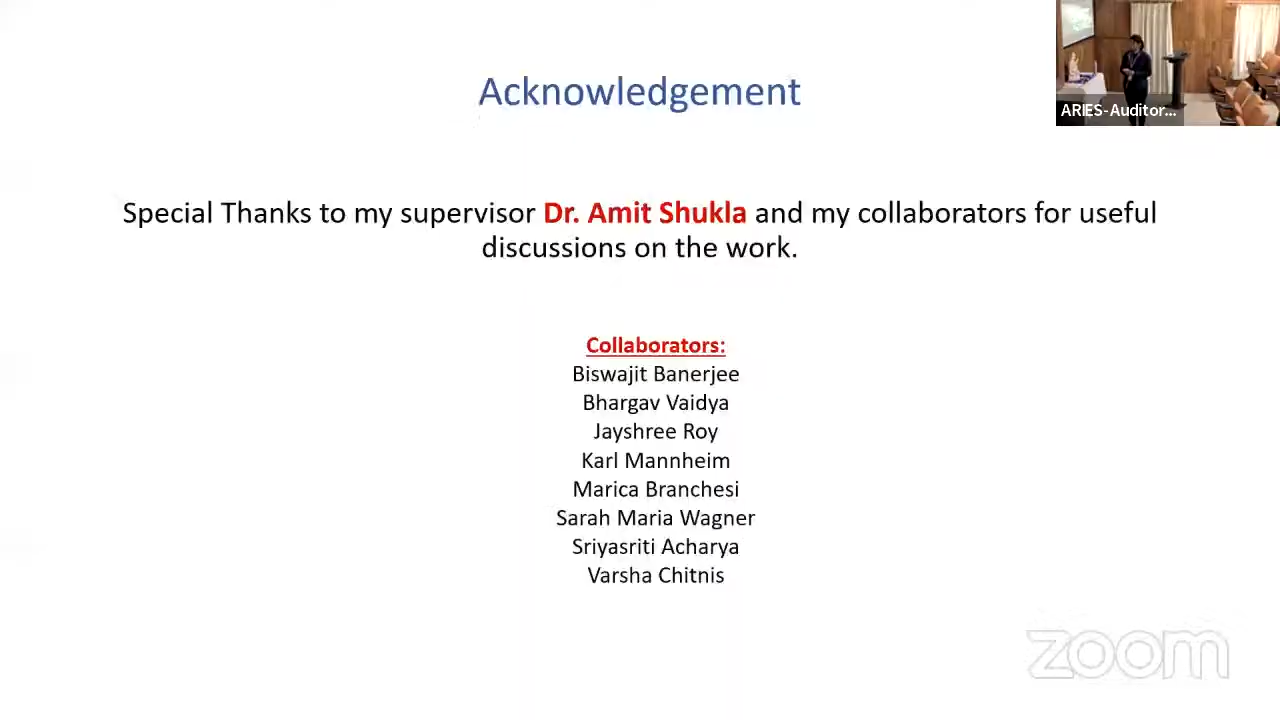 Acknowledgement
ARIES-Auditor...
Special Thanks to my supervisor Dr. Amit Shukla and my collaborators for useful
discussions on the work.
Collaborators:
Biswajit Banerjee
Bhargav Vaidya
Jayshree Roy
Karl Mannheim
Marica Branchesi
Sarah Maria Wagner
Sriyasriti Acharya
Varsha Chitnis
zoom